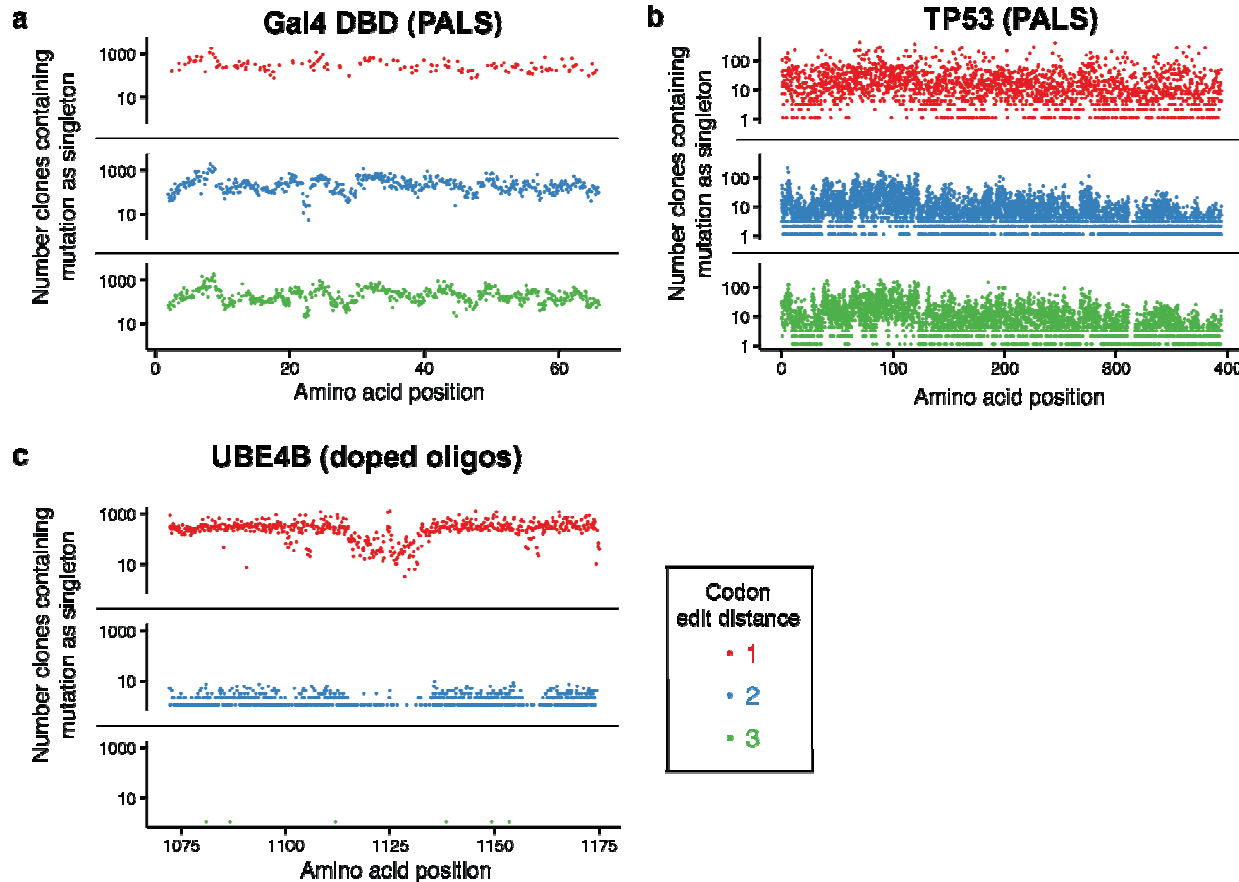 a
Gal4 DBD (PALS)
Number clones containing
mutation as singleton
1000
10
1000
10
1000
10
0
20
40
60
Amino acid position
b
TP53 (PALS)
Number clones containing
mutation as singleton
100
10
1
100
10
1
100
10
1
0
100
200
300
400
Amino acid position
c
UBE4B (doped oligos)
Number clones containing
mutation as singleton
1000
10
1000
10
1000
10
1075
1100
1125
1150
1175
Amino acid position
Codon
edit distance
1
2
3